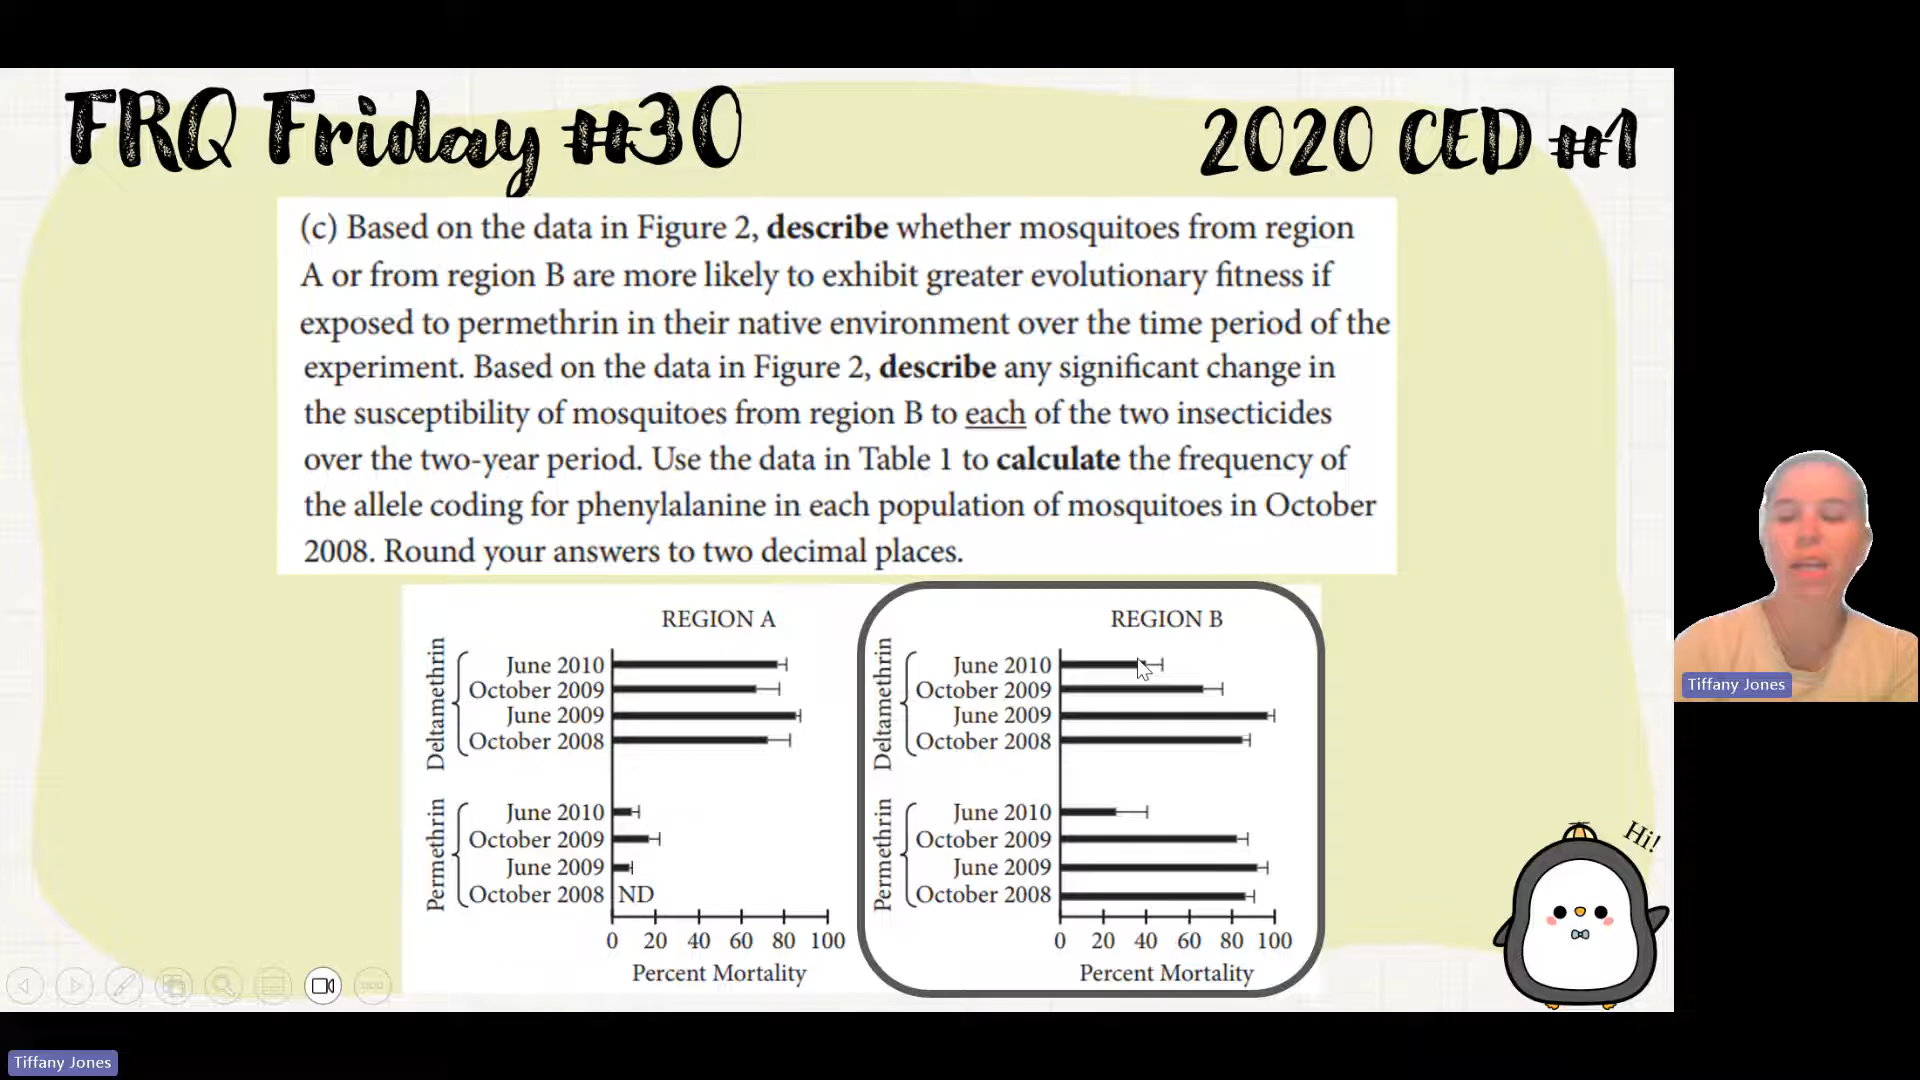 FRQ Friday #30
2020 CED #1
(c) Based on the data in Figure 2, describe whether mosquitoes from region
A or from region B are more likely to exhibit greater evolutionary fitness if
exposed to permethrin in their native environment over the time period of the
experiment. Based on the data in Figure 2, describe any significant change in
the susceptibility of mosquitoes from region B to each of the two insecticides
over the two-year period. Use the data in Table 1 to calculate the frequency of
the allele coding for phenylalanine in each population of mosquitoes in October
2008. Round your answers to two decimal places.
REGION A
Deltamethrin
June 2010
October 2009
June 2009
October 2008
Permethrin
June 2010
October 2009
June 2009
October 2008 ND
0 20 40 60 80 100
Percent Mortality
REGION B
Deltamethrin
June 2010
October 2009
June 2009
October 2008
Permethrin
June 2010
October 2009
June 2009
October 2008
0 20 40 60 80 100
Percent Mortality
Hi!
Tiffany Jones
Tiffany Jones